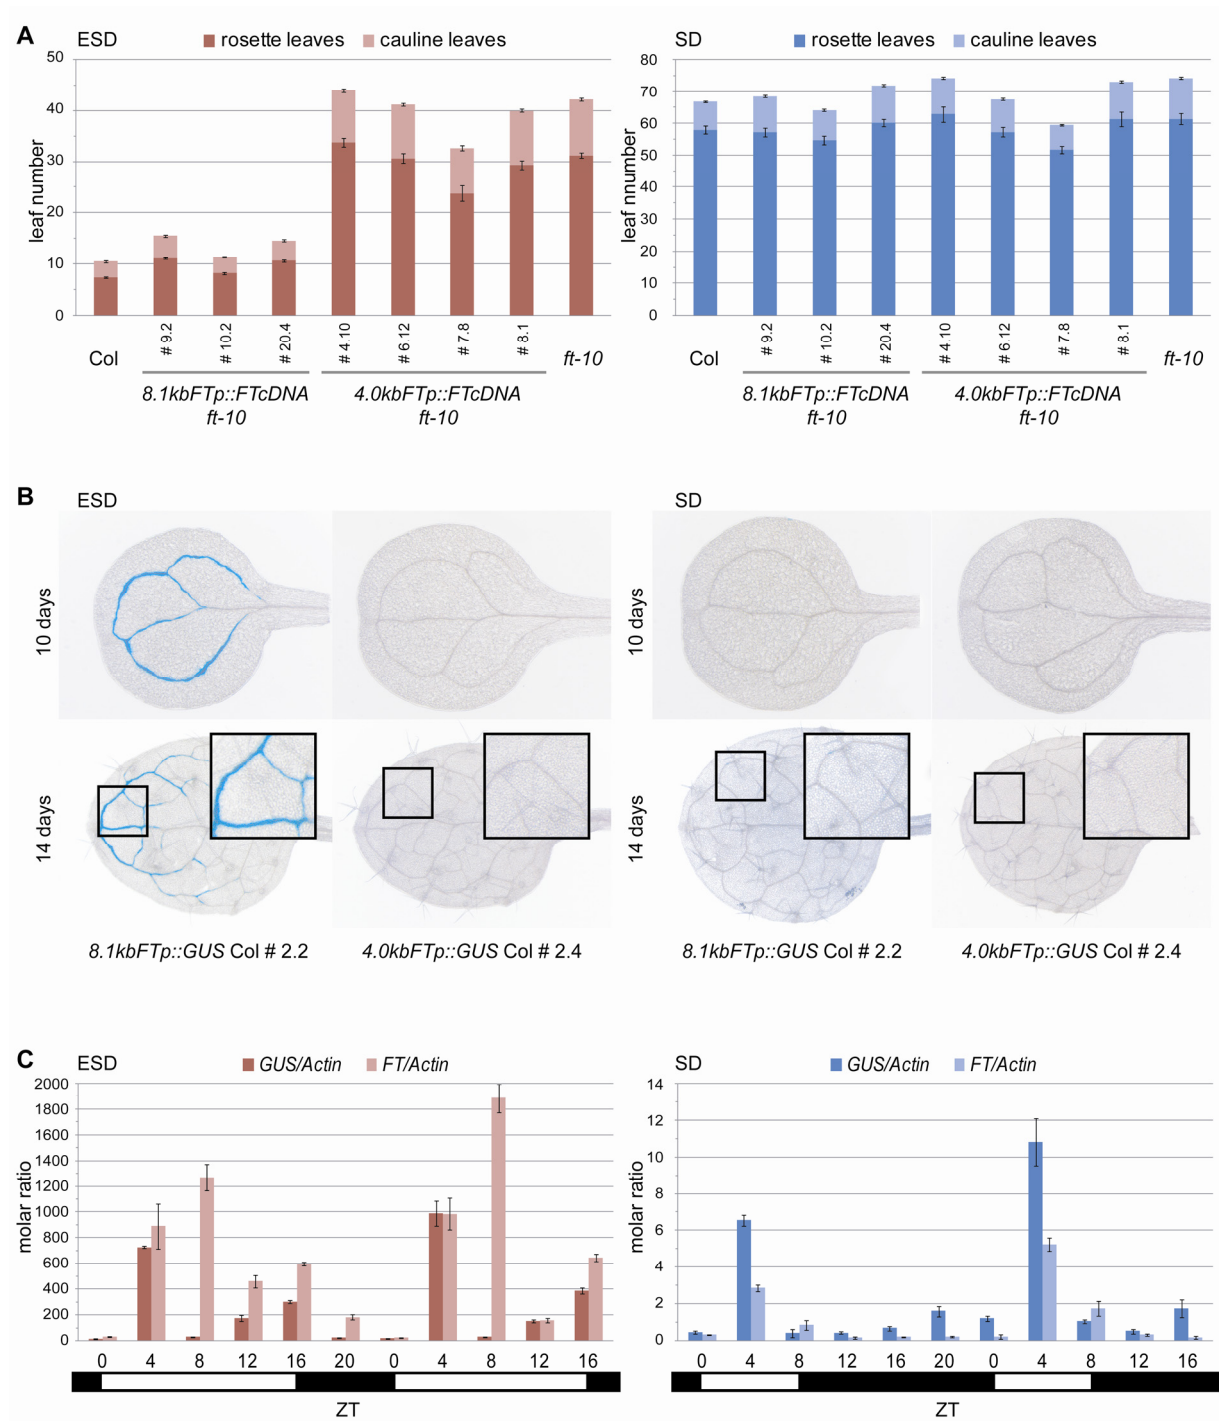 A
ESD
rosette leaves
cauline leaves
50
40
30
20
10
0
leaf number
Col
# 9.2
# 10.2
# 20.4
# 4.10
# 6.12
# 7.8
# 8.1
ft-10
8.1kbFTp::FTcDNA
ft-10
4.0kbFTp::FTcDNA
ft-10
SD
rosette leaves
cauline leaves
80
70
60
50
40
30
20
10
0
leaf nnumber
Col
# 9.2
# 10.2
# 20.4
# 4.10
# 6.12
# 7.8
# 8.1
ft-10
8.1kbFTp::FTcDNA
ft-10
4.0kbFTp::FTcDNA
ft-10
B
ESD
SD
10 days
10 days
14 days
14 days
8.1kbFTp::GUS Col # 2.2
4.0kbFTp::GUS Col # 2.4
8.1kbFTp::GUS Col # 2.2
4.0kbFTp::GUS Col # 2.4
C
ESD
GUS/Actin
FT/Actin
2000
1800
1600
1400
1200
1000
800
600
400
200
0
molar ratio
0 4 8 12 16 20 0 4 8 12 16
ZT
SD
GUS/Actin
FT/Actin
14
12
10
8
6
4
2
0
molar ratio
0 4 8 12 16 20 0 4 8 12 16
ZT